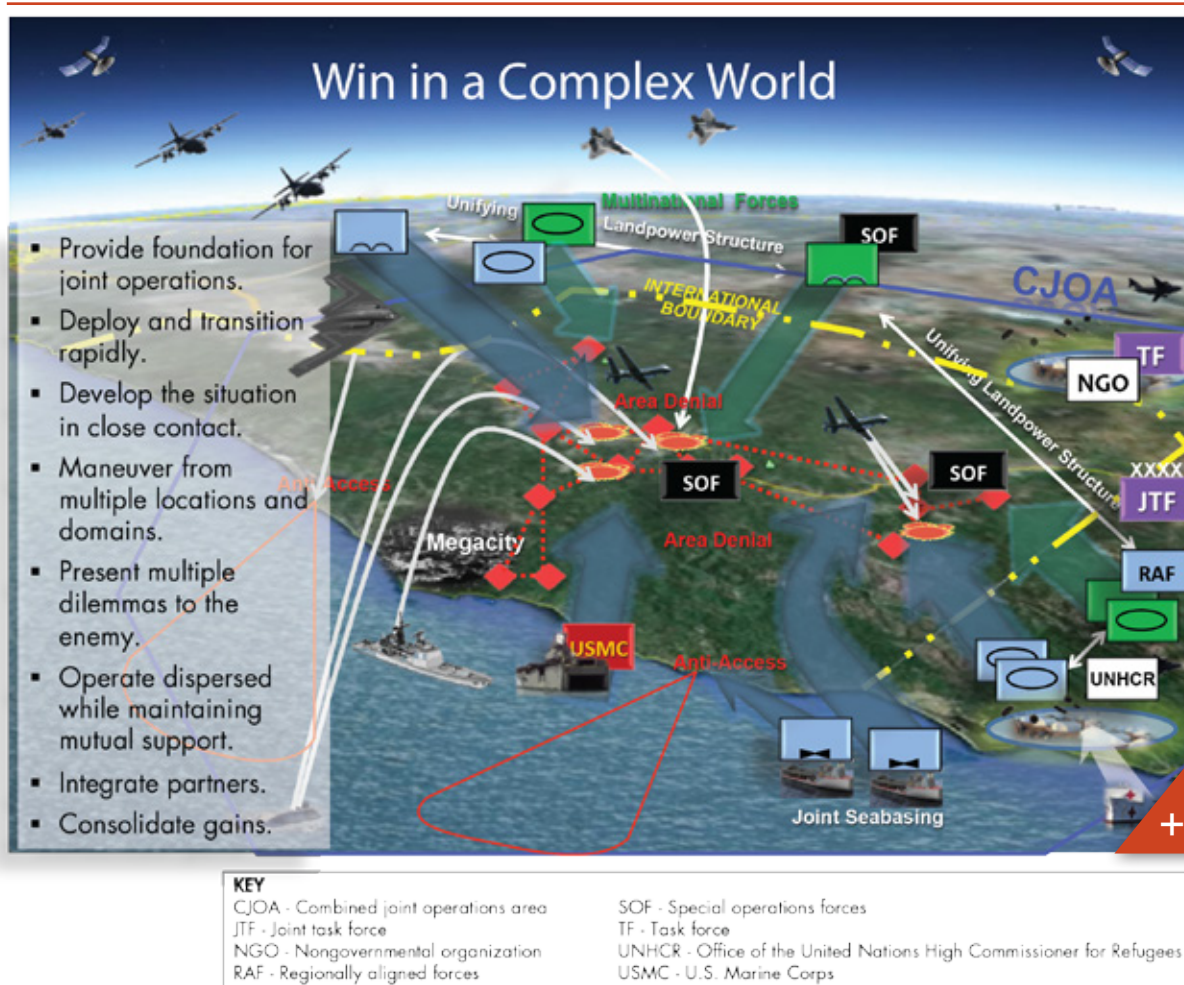 Win in a Complex World
▪ Provide foundation for
joint operations.
▪ Deploy and transition
rapidly.
▪ Develop the situation
in close contact.
▪ Maneuver from
multiple locations and
domains.
▪ Present multiple
dilemmas to the
enemy.
▪ Operate dispersed
while maintaining
mutual support.
▪ Integrate partners.
▪ Consolidate gains.
Multinational Forces
Unifying Landpower Structure
SOF
CJOA
INTERNATIONAL
BOUNDARY
TF
NGO
Unifying Landpower Structure
Area Denial
SOF
SOF
XXXX
JTF
Anti-Access
Megacity
Area Denial
RAF
USMC
Anti-Access
UNHCR
Joint Seabasing
+
KEY
CJOA - Combined joint operations area
JTF - Joint task force
NGO - Nongovernmental organization
RAF - Regionally aligned forces
SOF - Special operations forces
TF - Task force
UNHCR - Office of the United Nations High Commissioner for Refugees
USMC - U.S. Marine Corps